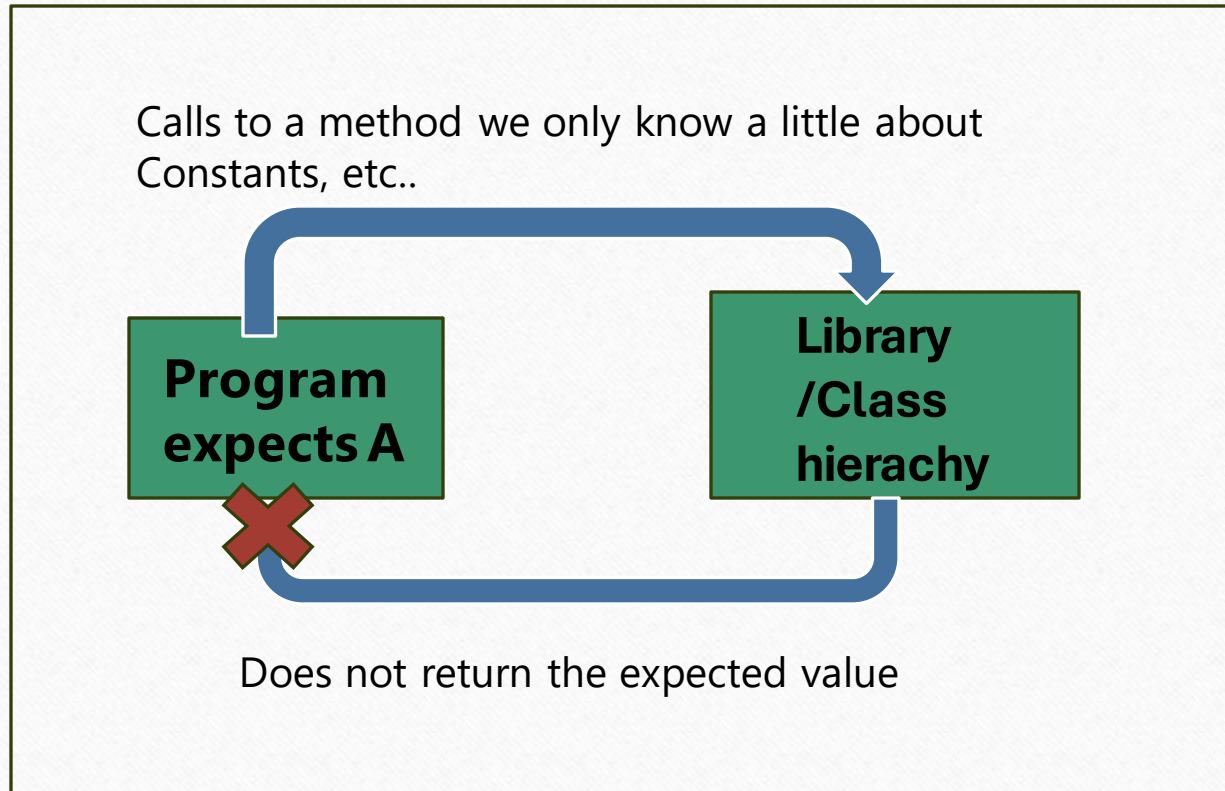 Calls to a method we only know a little about
Constants, etc..
Program
expects A
Library
/Class
hierachy
Does not return the expected value